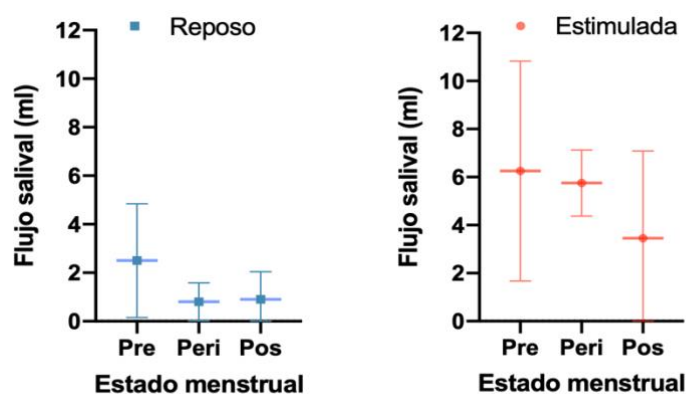 Reposo
Flujo salival (ml)
12
10
8
6
4
2
0
Pre Peri Pos
Estado menstrual
Estimulada
Flujo salival (ml)
12
10
8
6
4
2
0
Pre Peri Pos
Estado menstrual